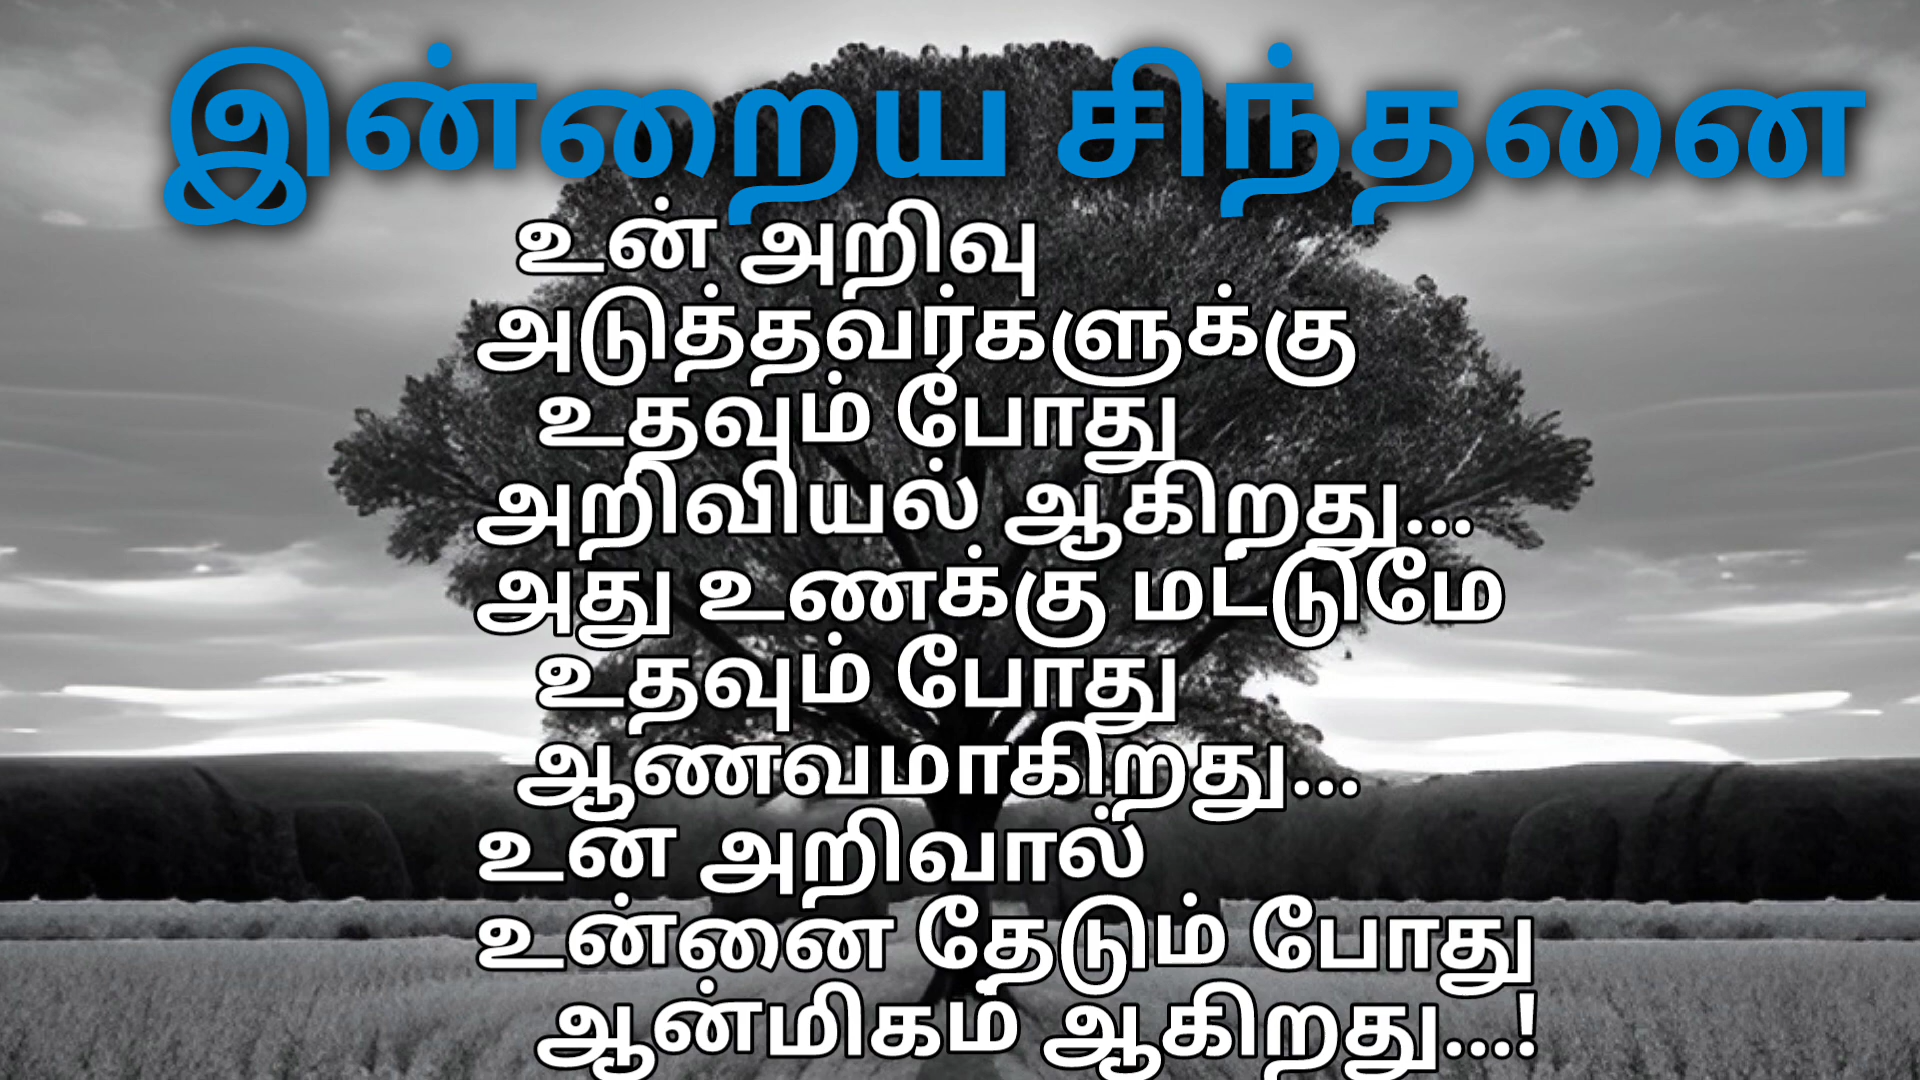 இன்றைய சிந்தனை
உன் அறிவு
அடுத்தவர்களுக்கு
உதவும் போது
அறிவியல் ஆகிறது...
அது உணக்கு மட்டுமே
உதவும் போது
ஆணவமாகிறது...
உன் அறிவால்
உன்னை தேடும் போது
ஆன்மிகம் ஆகிறது...!